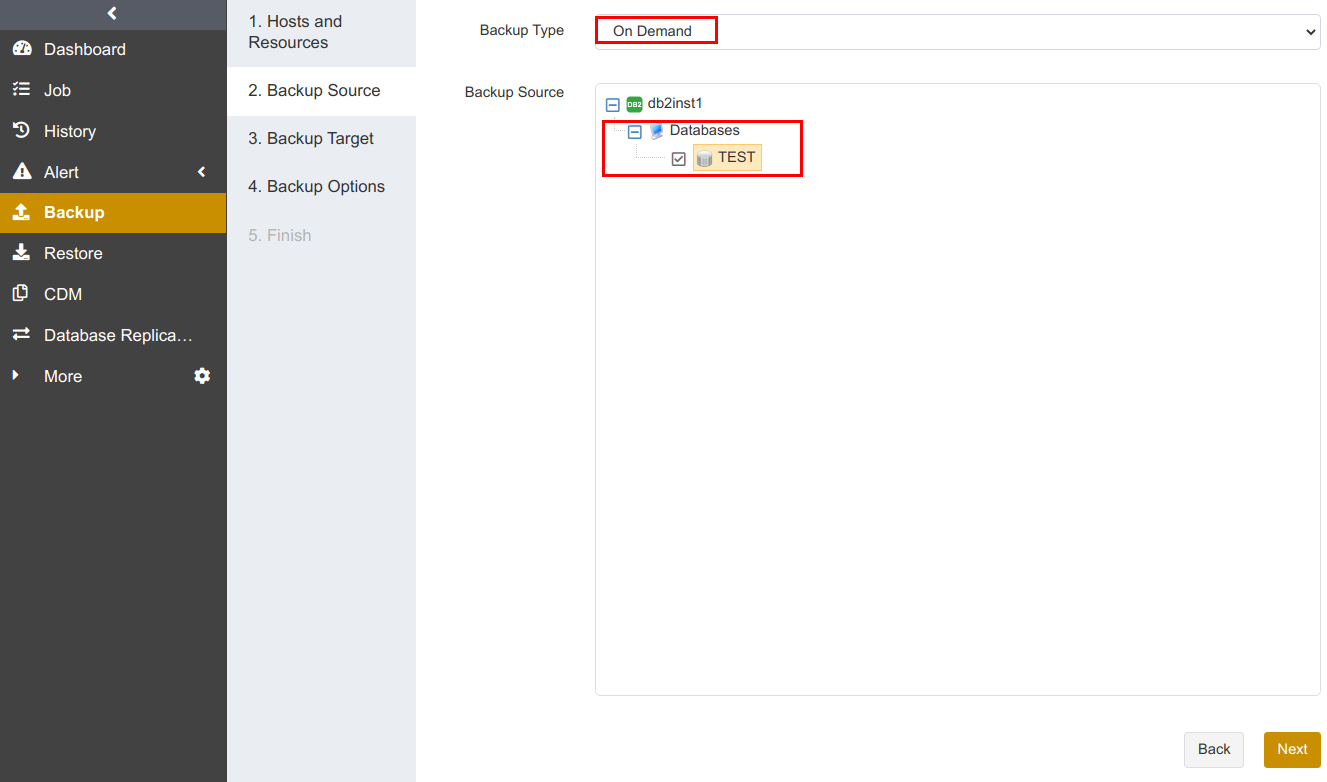 Dashboard
Job
History
Alert
Backup
Restore
CDM
Database Replica…
More
1. Hosts and
Resources
2. Backup Source
3. Backup Target
4. Backup Options
5. Finish
Backup Type
On Demand
Backup Source
DB2 db2inst1
Databases
TEST
Back
Next